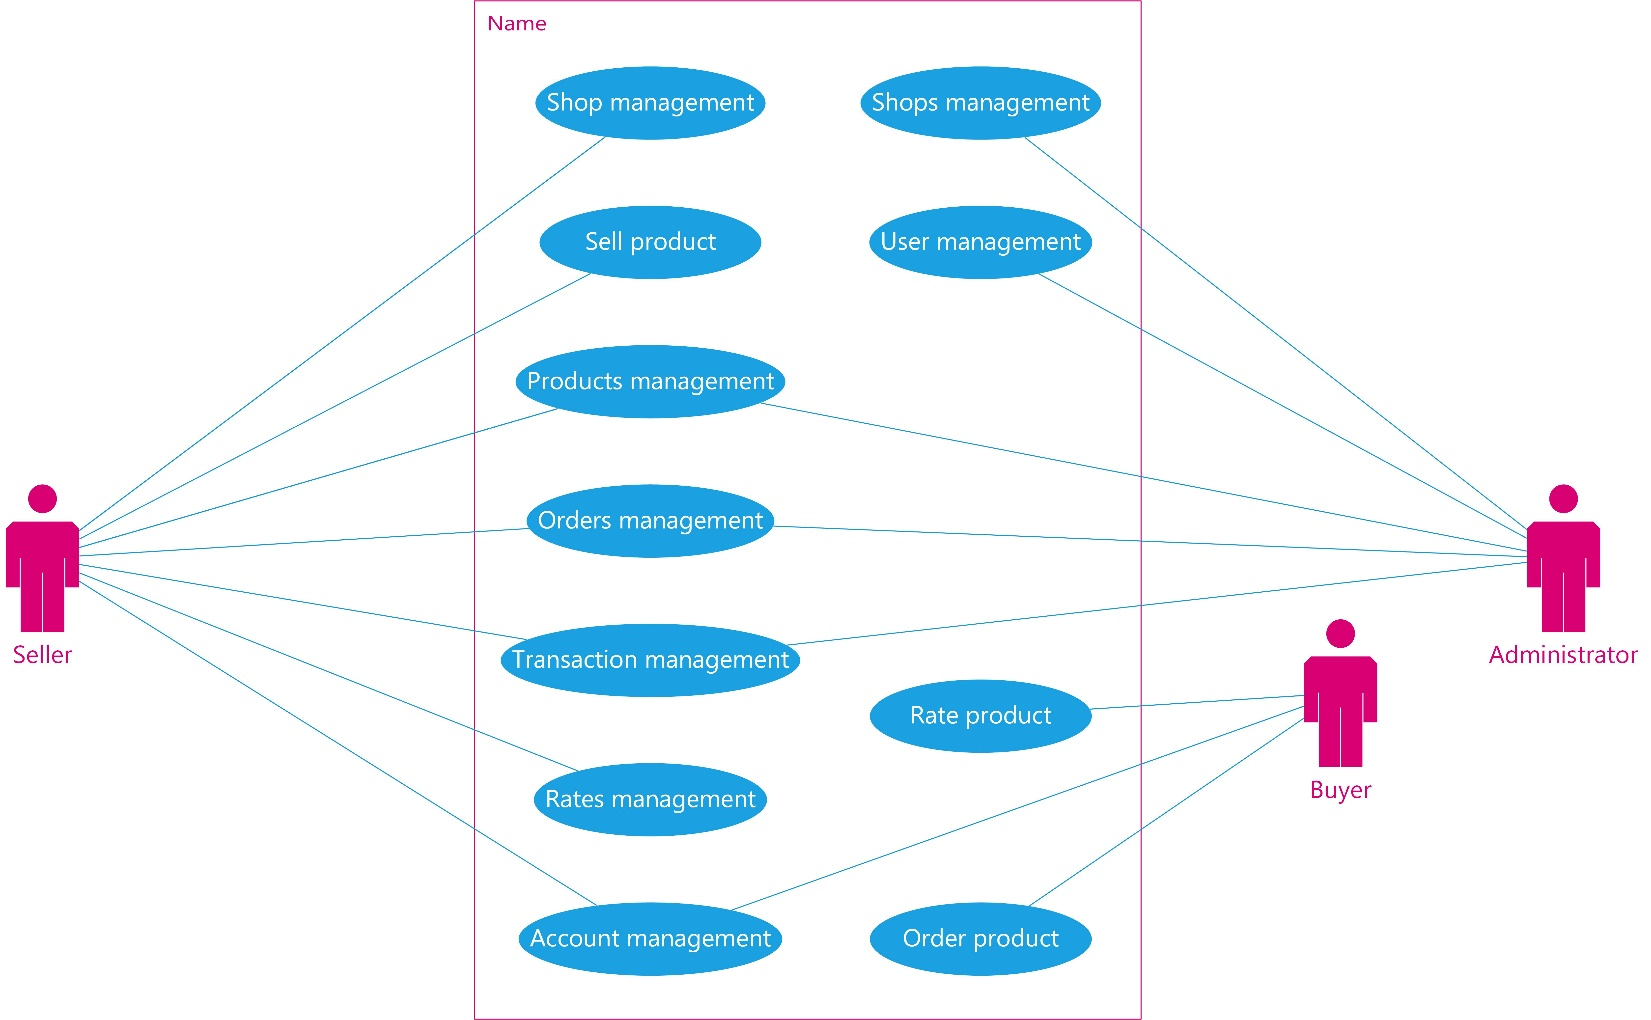 Name
Shop management
Shops management
Sell product
User management
Products management
Orders management
Seller
Transaction management
Administrator
Rate product
Buyer
Rates management
Account management
Order product